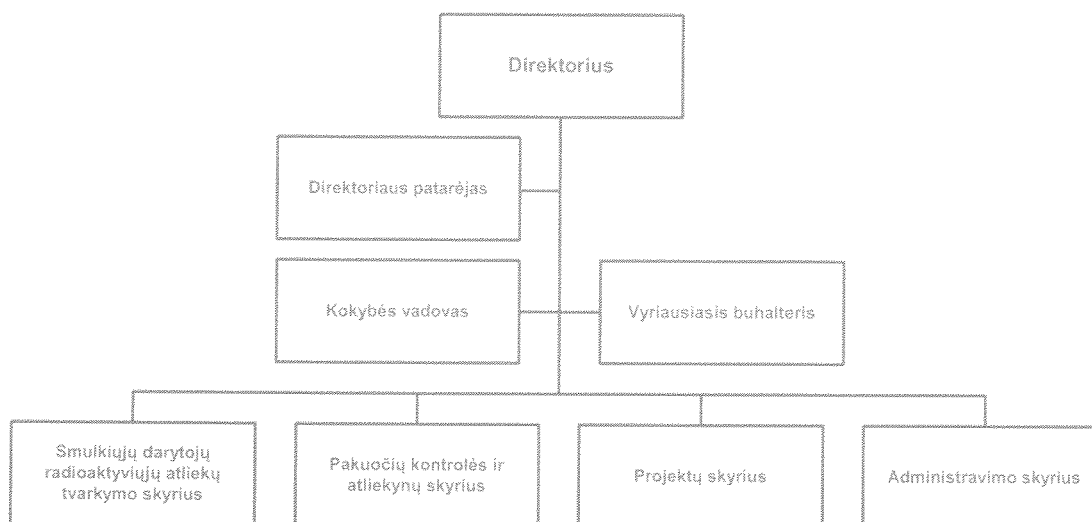 Direktorius
Direktoriaus patarėjas
Kokybės vadovas
Vyriausiasis buhalteris
Smulkiųjų darytojų
radioaktyviųjų atliekų
tvarkymo skyrius
Pakuočių kontrolės ir
atliekynų skyrius
Projektų skyrius
Administravimo skyrius